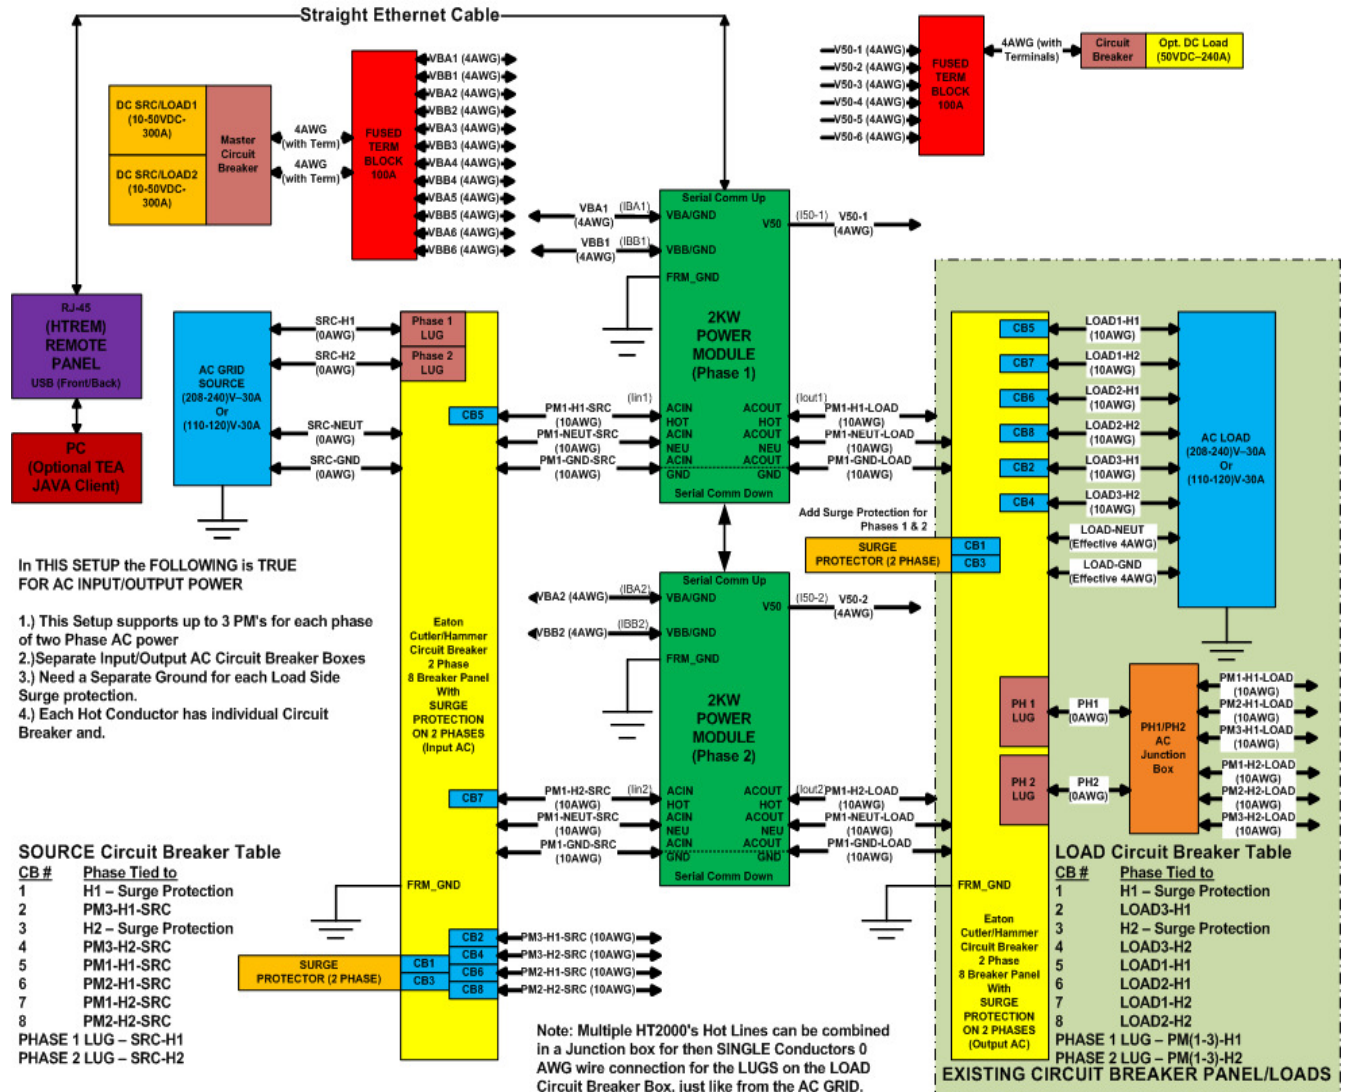 Straight Ethernet Cable
DC SRC/LOAD1
(10-50VDC-
300A)
DC SRC/LOAD2
(10-50VDC-
300A)
Master
Circuit
Breaker
4AWG
(with Term)
4AWG
(with Term)
FUSED
TERM
BLOCK
100A
VBA1 (4AWG)
VBB1 (4AWG)
VBA2 (4AWG)
VBB2 (4AWG)
VBA3 (4AWG)
VBB3 (4AWG)
VBA4 (4AWG)
VBB4 (4AWG)
VBA5 (4AWG)
VBB5 (4AWG)
VBA6 (4AWG)
VBB6 (4AWG)
V50-1 (4AWG)
V50-2 (4AWG)
V50-3 (4AWG)
V50-4 (4AWG)
V50-5 (4AWG)
V50-6 (4AWG)
FUSED
TERM
BLOCK
100A
4AWG (with
Terminals)
Circuit
Breaker
Opt. DC Load
(50VDC–240A)
VBA1
(4AWG)
(IBA1)
VBB1
(4AWG)
(IBB1)
Serial Comm Up
VBA/GND
V50
VBB/GND
FRM_GND
2KW
POWER
MODULE
(Phase 1)
ACIN
HOT
ACIN
NEU
ACIN
GND
ACOUT
HOT
ACOUT
NEU
ACOUT
GND
Serial Comm Down
(I50-1)
V50-1
(4AWG)
RJ-45
(HTREM)
REMOTE
PANEL
USB (Front/Back)
PC
(Optional TEA
JAVA Client)
AC GRID
SOURCE
(208-240)V–30A
Or
(110-120)V-30A
SRC-H1
(0AWG)
SRC-H2
(0AWG)
SRC-NEUT
(0AWG)
SRC-GND
(0AWG)
Phase 1
LUG
Phase 2
LUG
CB5
PM1-H1-SRC
(10AWG)
(Iin1)
PM1-NEUT-SRC
(10AWG)
PM1-GND-SRC
(10AWG)
(Iout1)
PM1-H1-LOAD
(10AWG)
PM1-NEUT-LOAD
(10AWG)
PM1-GND-LOAD
(10AWG)
CB5
CB7
CB6
CB8
CB2
CB4
LOAD1-H1
(10AWG)
LOAD1-H2
(10AWG)
LOAD2-H1
(10AWG)
LOAD2-H2
(10AWG)
LOAD3-H1
(10AWG)
LOAD3-H2
(10AWG)
LOAD-NEUT
(Effective 4AWG)
LOAD-GND
(Effective 4AWG)
AC LOAD
(208-240)V–30A
Or
(110-120)V-30A
Add Surge Protection for
Phases 1 & 2
SURGE
PROTECTOR (2 PHASE)
CB1
CB3
In THIS SETUP the FOLLOWING is TRUE
FOR AC INPUT/OUTPUT POWER
1.) This Setup supports up to 3 PM's for each phase
of two Phase AC power
2.)Separate Input/Output AC Circuit Breaker Boxes
3.) Need a Separate Ground for each Load Side
Surge protection.
4.) Each Hot Conductor has individual Circuit
Breaker and.
Eaton
Cutler/Hammer
Circuit Breaker
2 Phase
8 Breaker Panel
With
SURGE
PROTECTION
ON 2 PHASES
(Input AC)
VBA2 (4AWG)
(IBA2)
VBB2 (4AWG)
(IBB2)
Serial Comm Up
VBA/GND
V50
VBB/GND
FRM_GND
2KW
POWER
MODULE
(Phase 2)
ACIN
HOT
ACIN
NEU
ACIN
GND
ACOUT
HOT
ACOUT
NEU
ACOUT
GND
Serial Comm Down
(I50-2)
V50-2
(4AWG)
CB7
PM1-H2-SRC
(10AWG)
(Iin2)
PM1-NEUT-SRC
(10AWG)
PM1-GND-SRC
(10AWG)
(Iout2)
PM1-H2-LOAD
(10AWG)
PM1-NEUT-LOAD
(10AWG)
PM1-GND-LOAD
(10AWG)
PH 1
LUG
PH 2
LUG
PH1
(0AWG)
PH2
(0AWG)
PH1/PH2
AC
Junction
Box
PM1-H1-LOAD
(10AWG)
PM2-H1-LOAD
(10AWG)
PM3-H1-LOAD
(10AWG)
PM1-H2-LOAD
(10AWG)
PM2-H2-LOAD
(10AWG)
PM3-H2-LOAD
(10AWG)
SOURCE Circuit Breaker Table
CB # Phase Tied to
1 H1 – Surge Protection
2 PM3-H1-SRC
3 H2 – Surge Protection
4 PM3-H2-SRC
5 PM1-H1-SRC
6 PM2-H1-SRC
7 PM1-H2-SRC
8 PM2-H2-SRC
PHASE 1 LUG – SRC-H1
PHASE 2 LUG – SRC-H2
FRM_GND
SURGE
PROTECTOR (2 PHASE)
CB1
CB3
CB2
CB4
CB6
CB8
PM3-H1-SRC (10AWG)
PM3-H2-SRC (10AWG)
PM2-H1-SRC (10AWG)
PM2-H2-SRC (10AWG)
Note: Multiple HT2000's Hot Lines can be combined
in a Junction box for then SINGLE Conductors 0
AWG wire connection for the LUGS on the LOAD
Circuit Breaker Box, just like from the AC GRID.
FRM_GND
Eaton
Cutler/Hammer
Circuit Breaker
2 Phase
8 Breaker Panel
With
SURGE
PROTECTION
ON 2 PHASES
(Output AC)
LOAD Circuit Breaker Table
CB # Phase Tied to
1 H1 – Surge Protection
2 LOAD3-H1
3 H2 – Surge Protection
4 LOAD3-H2
5 LOAD1-H1
6 LOAD2-H1
7 LOAD1-H2
8 LOAD2-H2
PHASE 1 LUG – PM(1-3)-H1
PHASE 2 LUG – PM(1-3)-H2
EXISTING CIRCUIT BREAKER PANEL/LOADS